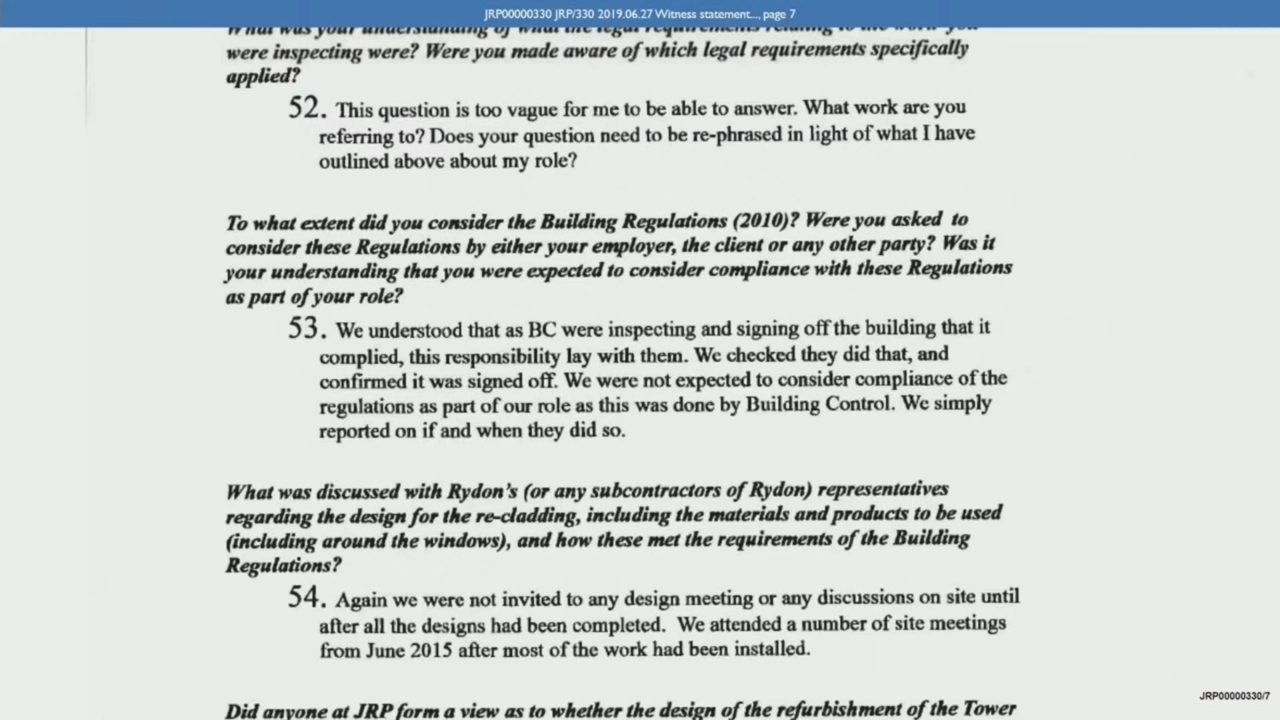 JRP00000330 JRP/330 2019.06.27 Witness statement..., page 7
What was your understanding of what the legal requirements relating to the work you
were inspecting were? Were you made aware of which legal requirements specifically
applied?
52. This question is too vague for me to be able to answer. What work are you
referring to? Does your question need to be re-phrased in light of what I have
outlined above about my role?
To what extent did you consider the Building Regulations (2010)? Were you asked to
consider these Regulations by either your employer, the client or any other party? Was it
your understanding that you were expected to consider compliance with these Regulations
as part of your role?
53. We understood that as BC were inspecting and signing off the building that it
complied, this responsibility lay with them. We checked they did that, and
confirmed it was signed off. We were not expected to consider compliance of the
regulations as part of our role as this was done by Building Control. We simply
reported on if and when they did so.
What was discussed with Rydon's (or any subcontractors of Rydon) representatives
regarding the design for the re-cladding, including the materials and products to be used
(including around the windows), and how these met the requirements of the Building
Regulations?
54. Again we were not invited to any design meeting or any discussions on site until
after all the designs had been completed. We attended a number of site meetings
from June 2015 after most of the work had been installed.
JRP00000330/7
Did anyone at JRP form a view as to whether the design of the refurbishment of the Tower